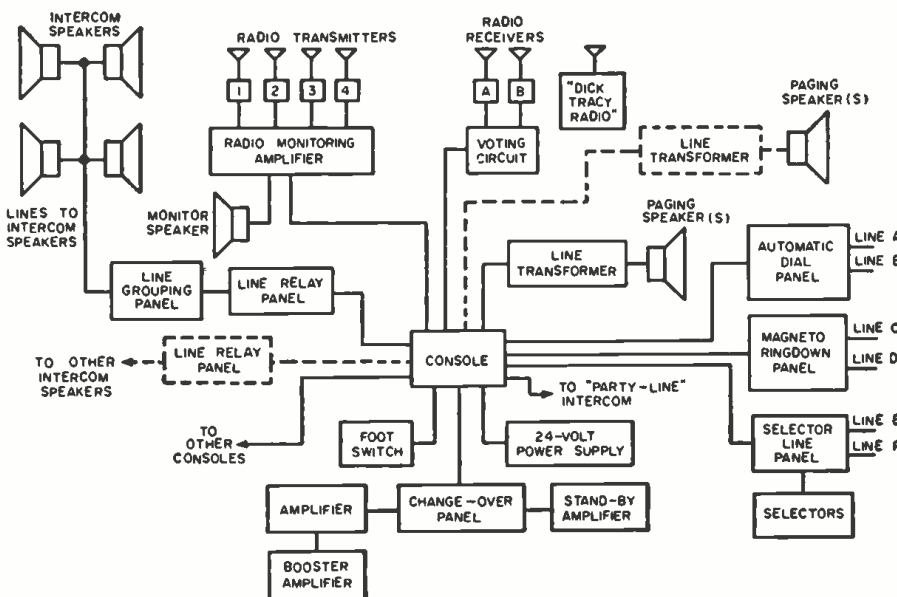 INTERCOM
SPEAKERS
RADIO TRANSMITTERS
1 2 3 4
RADIO MONITORING
AMPLIFIER
RADIO
RECEIVERS
A B
VOTING
CIRCUIT
"DICK
TRACY
RADIO"
LINE
TRANSFORMER
PAGING
SPEAKER(S)
LINES TO
INTERCOM
SPEAKERS
MONITOR
SPEAKER
PAGING
SPEAKER(S)
LINE
TRANSFORMER
AUTOMATIC
DIAL
PANEL
LINE A
LINE
LINE
GROUPING
PANEL
LINE RELAY
PANEL
CONSOLE
MAGNETO
RINGDOWN
PANEL
LINE
LINE D
TO OTHER
INTERCOM
SPEAKERS
LINE RELAY
PANEL
TO "PARTY-LINE"
INTERCOM
TO
OTHER
CONSOLES
FOOT
SWITCH
24-VOLT
POWER SUPPLY
SELECTOR
LINE
PANEL
LINE
LINE
SELECTORS
AMPLIFIER
CHANGE-OVER
PANEL
STAND-BY
AMPLIFIER
BOOSTER
AMPLIFIER